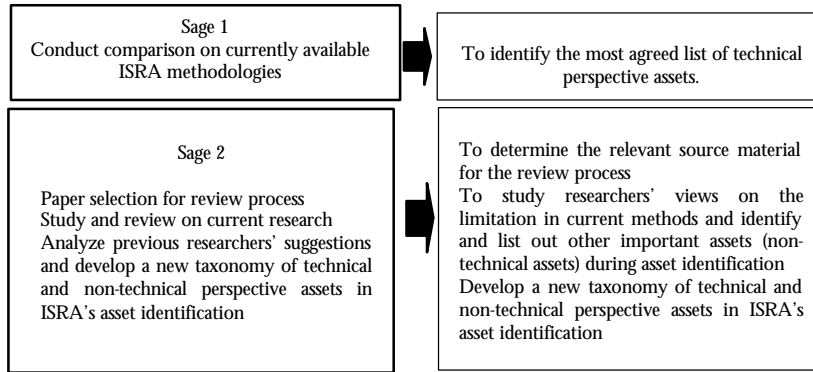 Sage 1
Conduct comparison on currently available
ISRA methodologies
To identify the most agreed list of technical
perspective assets.
Sage 2
Paper selection for review process
Study and review on current research
Analyze previous researchers' suggestions
and develop a new taxonomy of technical
and non-technical perspective assets in
ISRA's asset identification
To determine the relevant source material
for the review process
To study researchers' views on the
limitation in current methods and identify
and list out other important assets (non-
technical assets) during asset identification
Develop a new taxonomy of technical and
non-technical perspective assets in ISRA's
asset identification